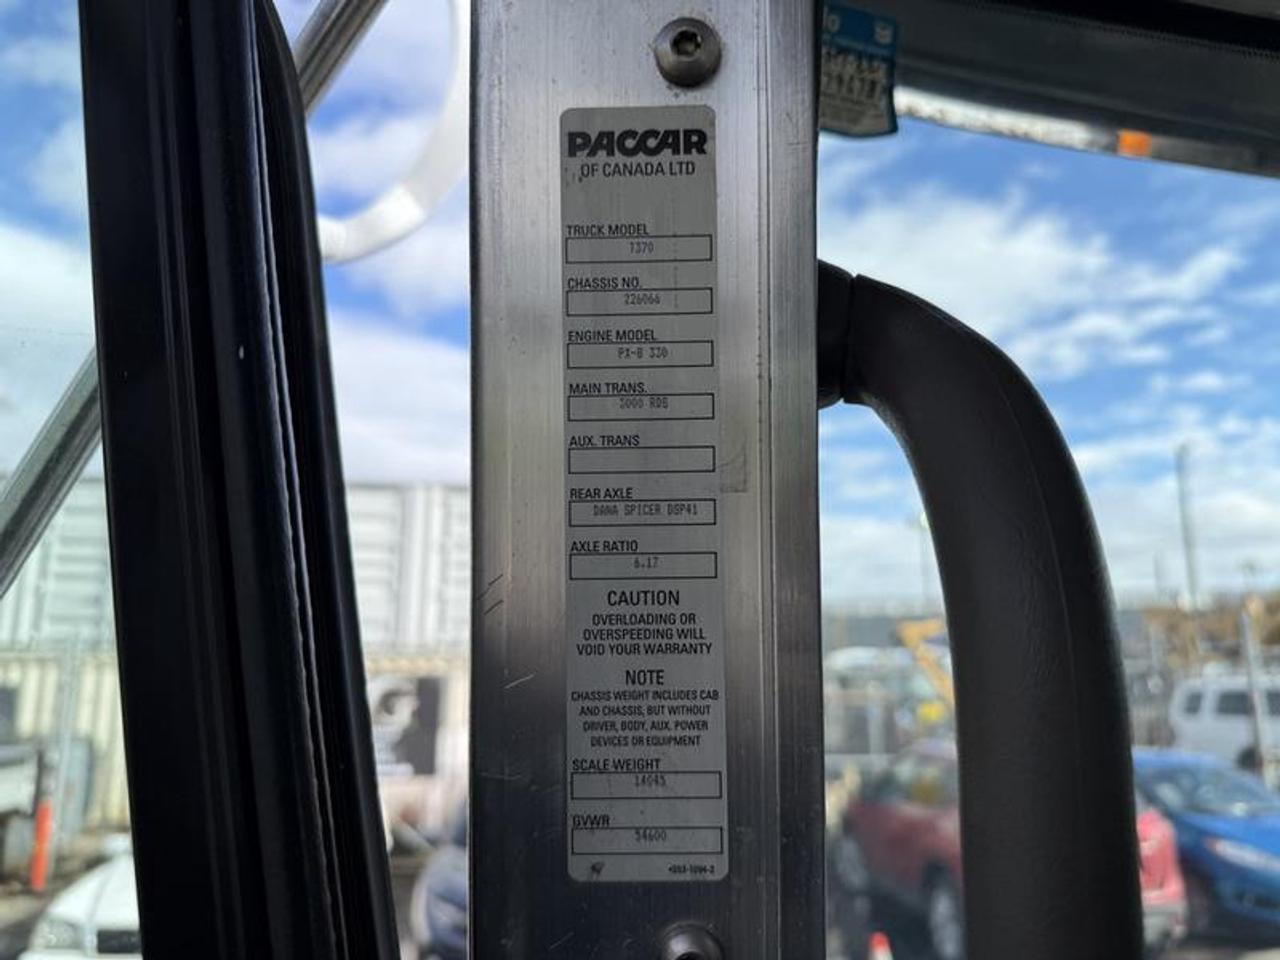 PACCAR
OF CANADA LTD
TRUCK MODEL
T370
CHASSIS NO.
226066
ENGINE MODEL
PX-8 330
MAIN TRANS.
3000 RDS
AUX. TRANS
REAR AXLE
DANA SPICER DSP41
AXLE RATIO
6.17
CAUTION
OVERLOADING OR
OVERSPEEDING WILL
VOID YOUR WARRANTY
NOTE
CHASSIS WEIGHT INCLUDES CAB
AND CHASSIS, BUT WITHOUT
DRIVER, BODY, AUX. POWER
DEVICES OR EQUIPMENT
SCALE WEIGHT
14045
GVWR
54600